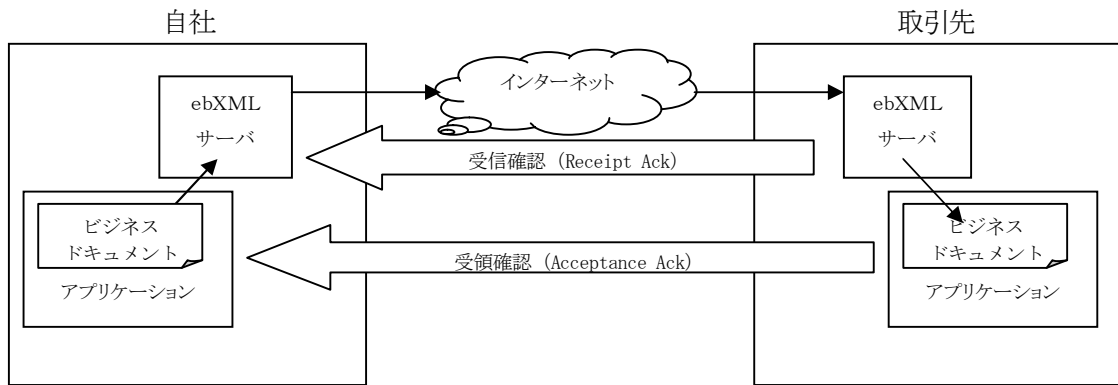 自社
取引先
ebXML
サーバ
インターネット
ebXML
サーバ
受信確認 (Receipt Ack)
ビジネス
ドキュメント
アプリケーション
受領確認 (Acceptance Ack)
ビジネス
ドキュメント
アプリケーション